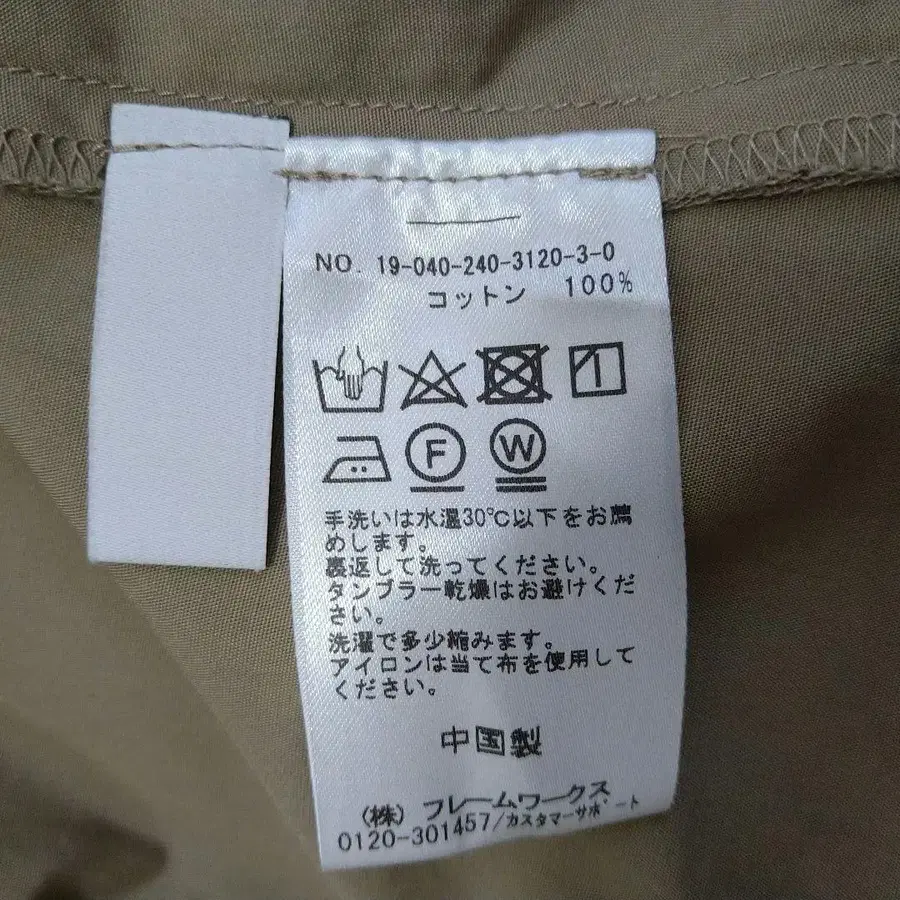 NO. 19-040-240-3120-3-0
コットン 100%
F W
手洗いは水温30℃以下をお薦
めします。
裏返して洗ってください。
タンブラー乾燥はお避けくだ
さい。
洗濯で多少縮みます。
アイロンは当て布を使用して
ください。
中国製
(株) フレームワークス
0120-301457/カスタマーサポート